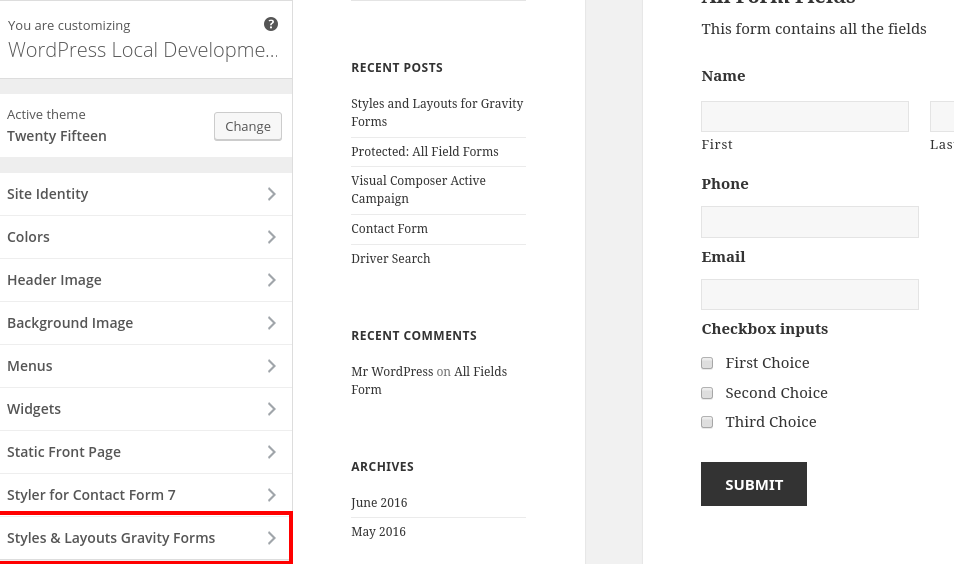 You are customizing
WordPress Local Developme...
Active theme
Twenty Fifteen
Change
Site Identity
Colors
Header Image
Background Image
Menus
Widgets
Static Front Page
Styler for Contact Form 7
Styles & Layouts Gravity Forms
RECENT POSTS
Styles and Layouts for Gravity
Forms
Protected: All Field Forms
Visual Composer Active
Campaign
Contact Form
Driver Search
RECENT COMMENTS
Mr WordPress on All Fields
Form
ARCHIVES
June 2016
May 2016
All Form Fields
This form contains all the fields
Name
First
Las
Phone
Email
Checkbox inputs
First Choice
Second Choice
Third Choice
SUBMIT